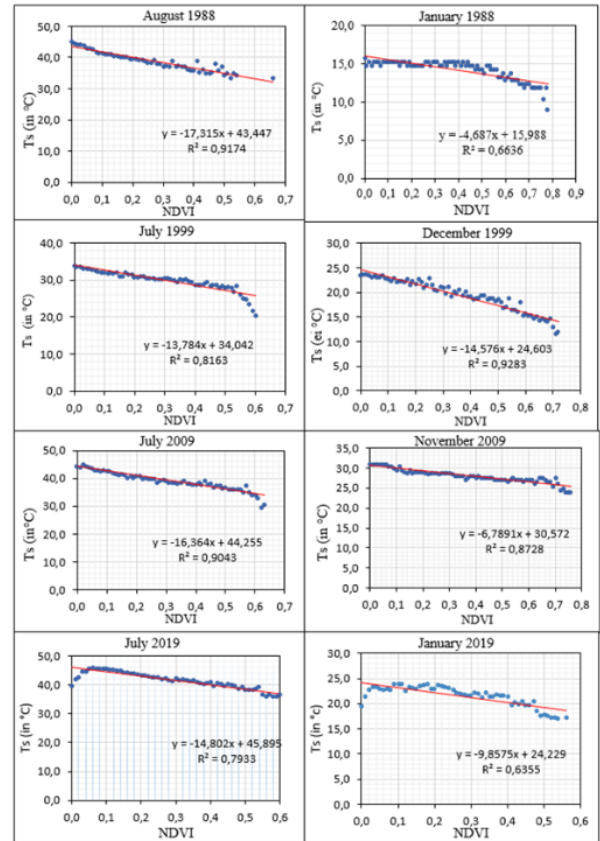 August 1988
50,0
40,0
30,0
20,0
10,0
0,0
Ts (in °C)
y = -17,315x + 43,447
R² = 0,9174
0,0 0,1 0,2 0,3 0,4 0,5 0,6 0,7
NDVI
January 1988
20,0
15,0
10,0
5,0
0,0
Ts (in °C)
y = -4,687x + 15,988
R² = 0,6636
0,0 0,1 0,2 0,3 0,4 0,5 0,6 0,7 0,8 0,9
NDVI
July 1999
40,0
30,0
20,0
10,0
0,0
Ts (in °C)
y = -13,784x + 34,042
R² = 0,8163
0,0 0,1 0,2 0,3 0,4 0,5 0,6 0,7
NDVI
December 1999
30,0
25,0
20,0
15,0
10,0
5,0
0,0
Ts (ei °C)
y = -14,576x + 24,603
R² = 0,9283
0,0 0,1 0,2 0,3 0,4 0,5 0,6 0,7 0,8
NDVI
July 2009
50,0
40,0
30,0
20,0
10,0
0,0
Ts (in°C)
y = -16,364x + 44,255
R² = 0,9043
0,0 0,1 0,2 0,3 0,4 0,5 0,6 0,7
NDVI
November 2009
35,0
30,0
25,0
20,0
15,0
10,0
5,0
0,0
Ts (in °C)
y = -6,7891x + 30,572
R² = 0,8728
0,0 0,1 0,2 0,3 0,4 0,5 0,6 0,7 0,8
NDVI
July 2019
50,0
40,0
30,0
20,0
10,0
0,0
Ts (in °C)
y = -14,802x + 45,895
R² = 0,7933
0,0 0,1 0,2 0,3 0,4 0,5 0,6
NDVI
January 2019
30,0
25,0
20,0
15,0
10,0
5,0
0,0
Ts (in °c)
y = -9,8575x + 24,229
R² = 0,6355
0,0 0,1 0,2 0,3 0,4 0,5 0,6
NDVI